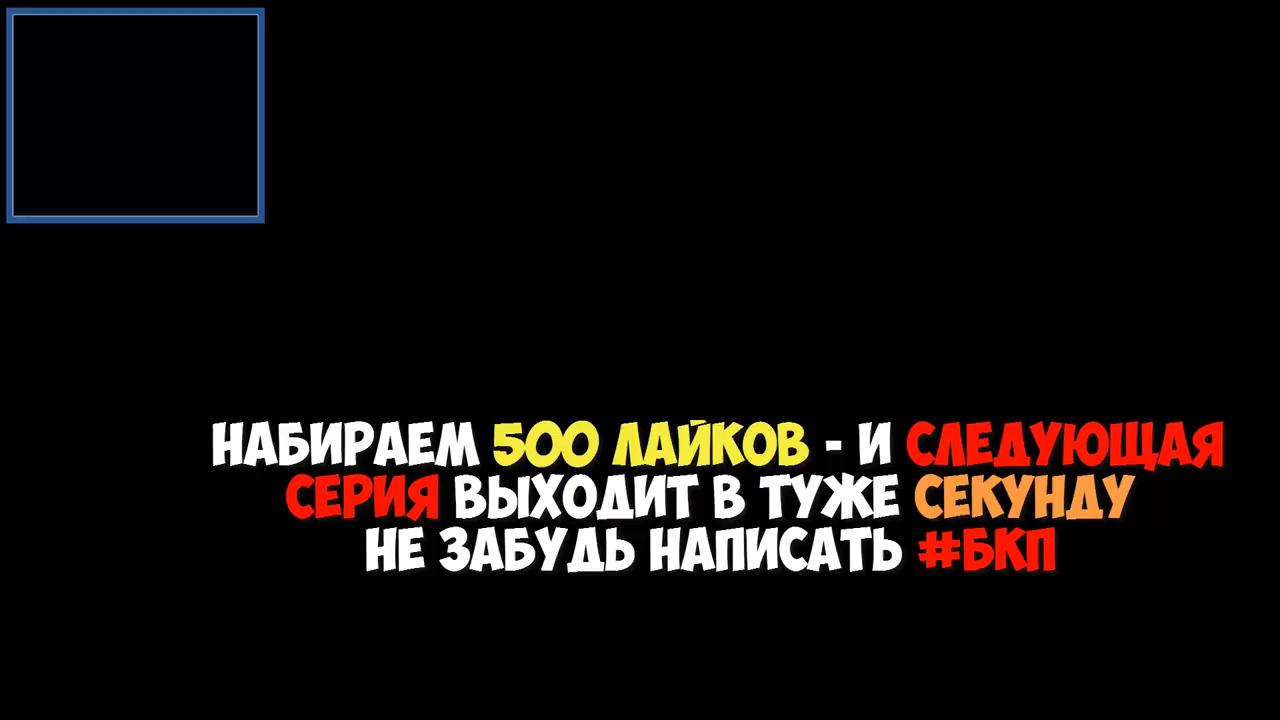 НАБИРАЕМ 500 ЛАЙКОВ - И СЛЕДУЮЩАЯ
СЕРИЯ ВЫХОДИТ В ТУЖЕ СЕКУНДУ
НЕ ЗАБУДЬ НАПИСАТЬ #БКП